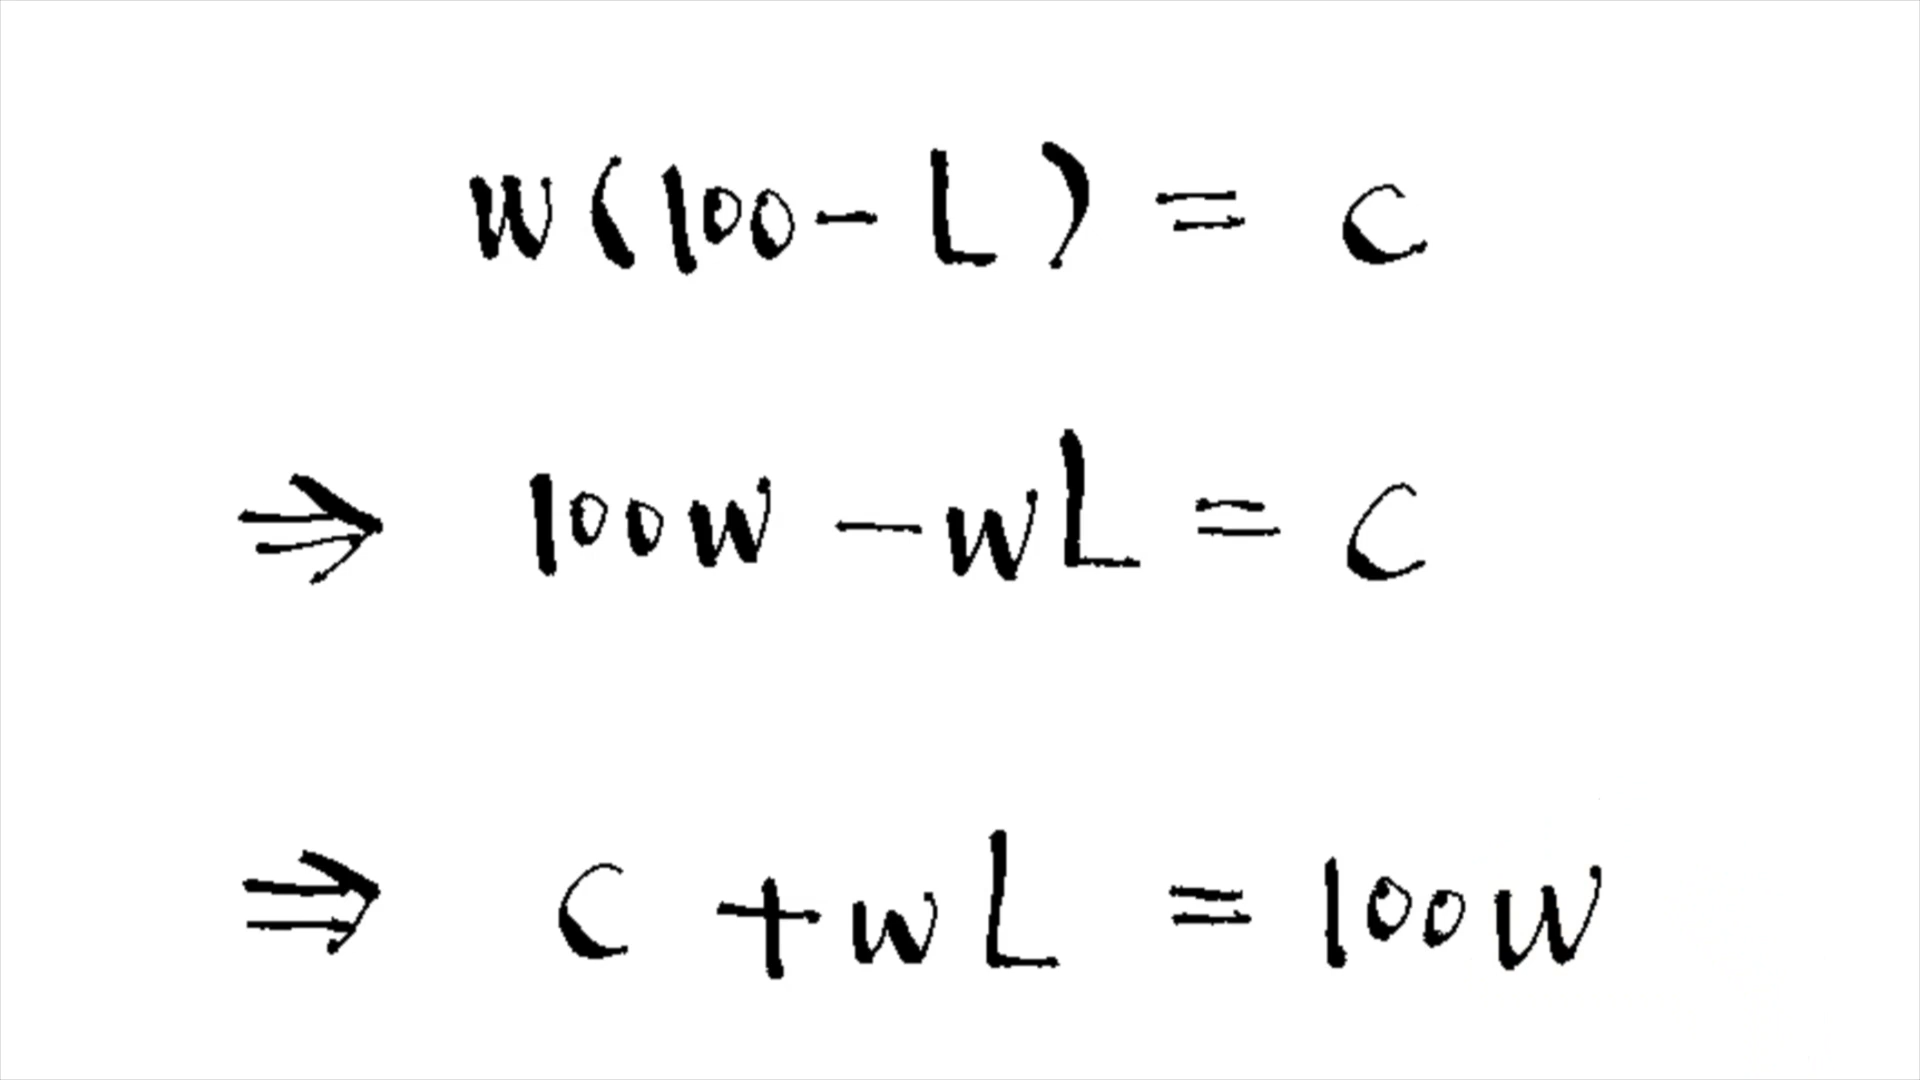 w(100-L) = C
⇒ 100w - wL = C
⇒ C + wL = 100w